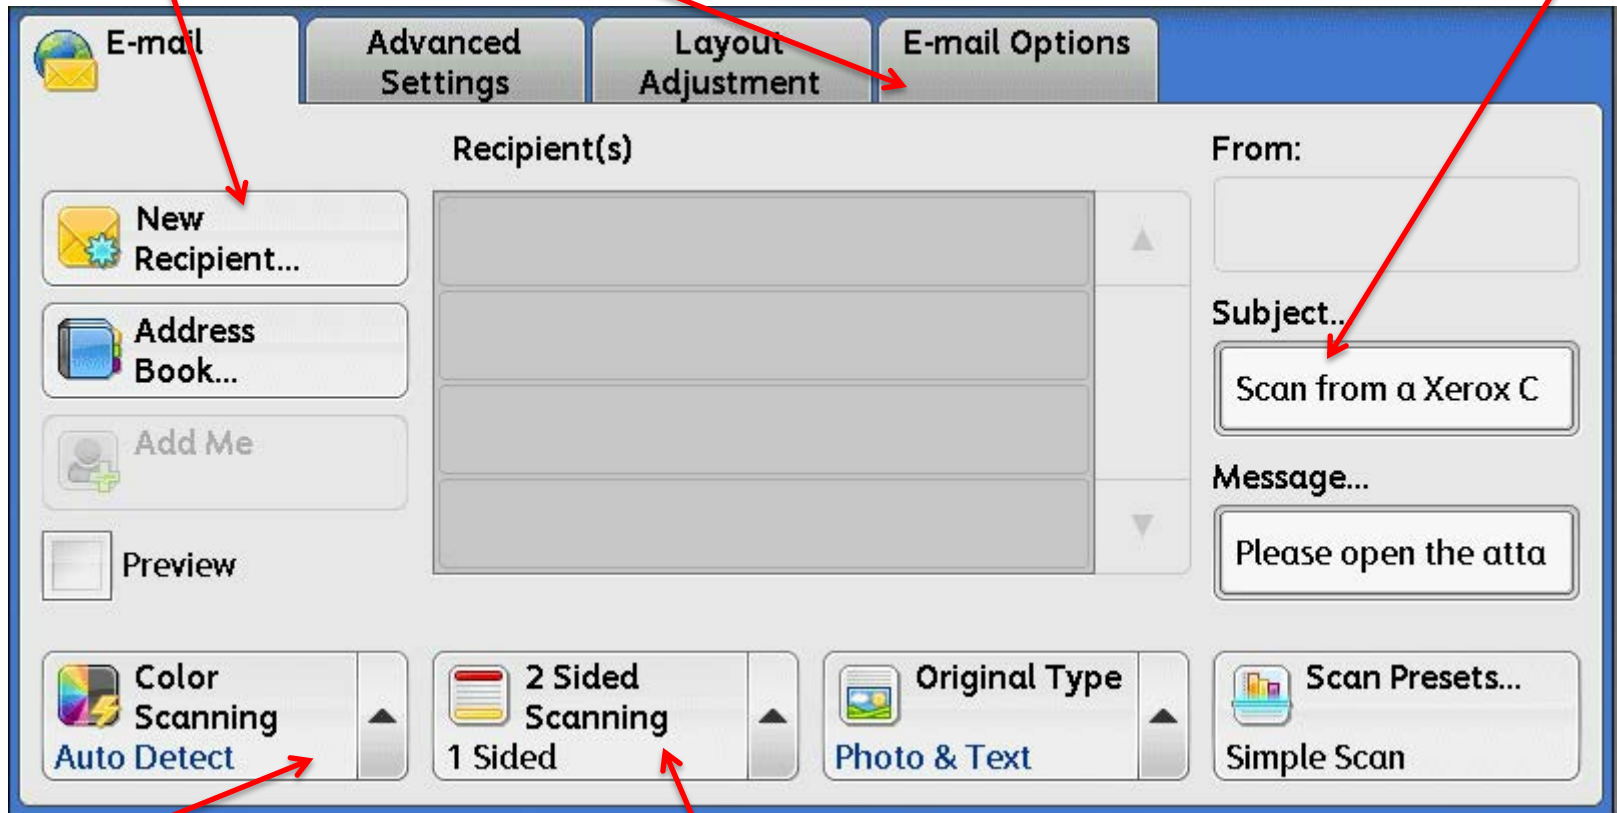 E-mail
Advanced
Settings
Layout
Adjustment
E-mail Options
Recipient(s)
From:
New
Recipient...
Address
Book...
Add Me
Preview
Subject...
Scan from a Xerox C
Message...
Please open the atta
Color
Scanning
Auto Detect
2 Sided
Scanning
1 Sided
Original Type
Photo & Text
Scan Presets...
Simple Scan